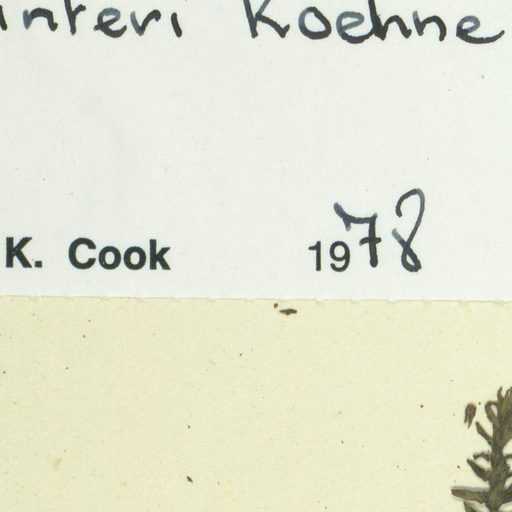 interi Koehne
K. Cook 1978